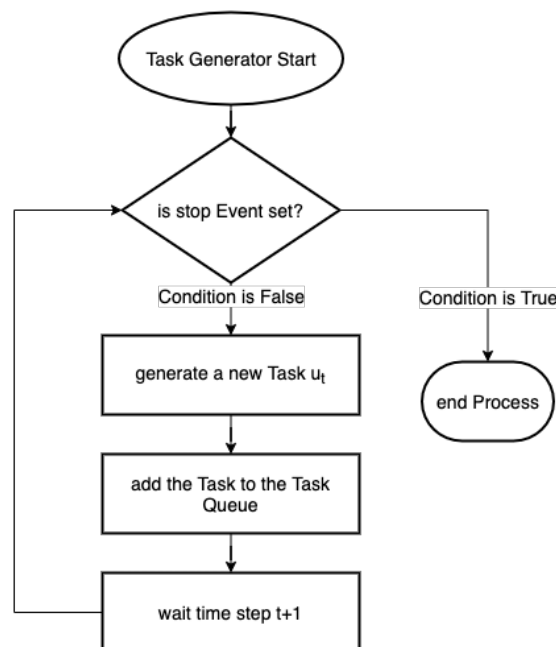 Task Generator Start
is stop Event set?
Condition is False
Condition is True
generate a new Task uₜ
end Process
add the Task to the Task
Queue
wait time step t+1